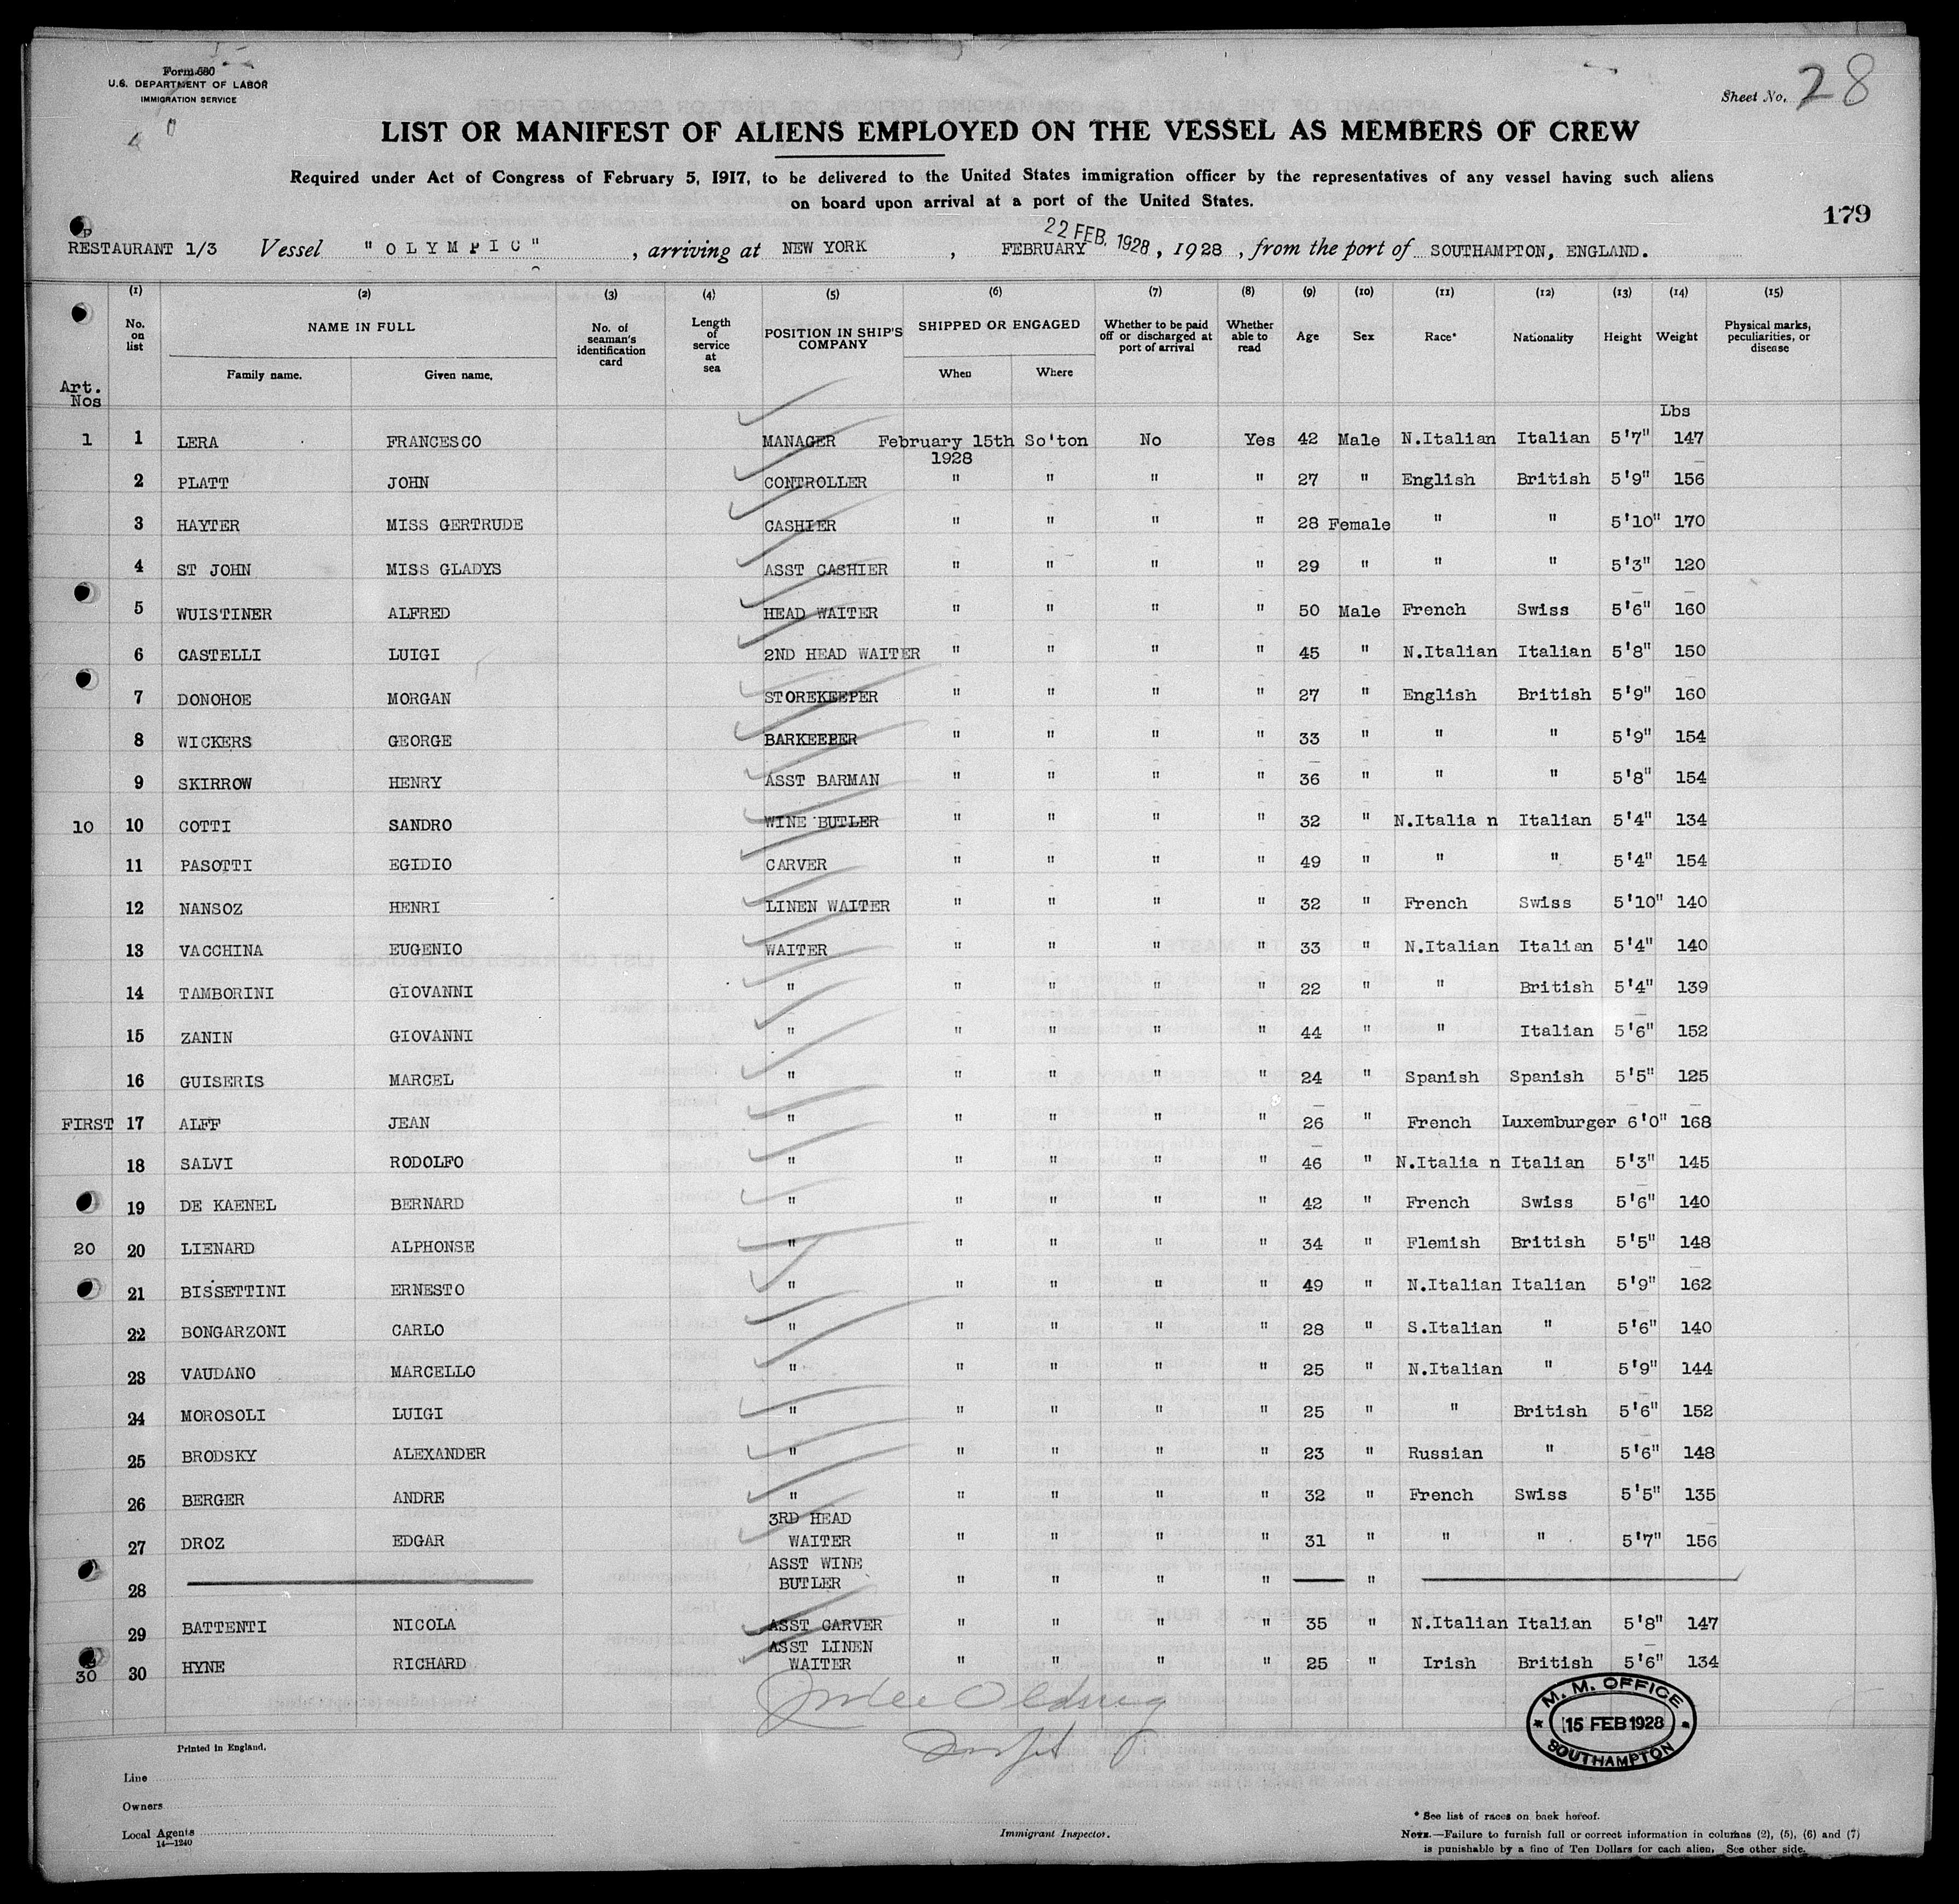 Form 680
U.S. DEPARTMENT OF LABOR
IMMIGRATION SERVICE
Sheet No. 28
LIST OR MANIFEST OF ALIENS EMPLOYED ON THE VESSEL AS MEMBERS OF CREW
Required under Act of Congress of February 5, 1917, to be delivered to the United States immigration officer by the representatives of any vessel having such aliens
on board upon arrival at a port of the United States.
179
22 FEB. 1928
RESTAURANT 1/3 Vessel "OLYMPIC", arriving at NEW YORK, FEBRUARY, 1928, from the port of SOUTHAMPTON, ENGLAND.
(1) (2) (3) (4) (5) (6) (7) (8) (9) (10) (11) (12) (13) (14) (15)
No. on list NAME IN FULL No. of seaman's identification card Length of service at sea POSITION IN SHIP'S COMPANY SHIPPED OR ENGAGED Whether to be paid off or discharged at port of arrival Whether able to read Age Sex Race* Nationality Height Weight Physical marks, peculiarities, or disease
Family name. Given name. When Where
Art. Nos
Lbs
1 1 LERA FRANCESCO MANAGER February 15th 1928 So'ton No Yes 42 Male N.Italian Italian 5'7" 147
2 PLATT JOHN CONTROLLER " " " " 27 " English British 5'9" 156
3 HAYTER MISS GERTRUDE CASHIER " " " " 28 Female " " 5'10" 170
4 ST JOHN MISS GLADYS ASST CASHIER " " " " 29 " " " 5'3" 120
5 WUISTINER ALFRED HEAD WAITER " " " " 50 Male French Swiss 5'6" 160
6 CASTELLI LUIGI 2ND HEAD WAITER " " " " 45 " N.Italian Italian 5'8" 150
7 DONOHOE MORGAN STOREKEEPER " " " " 27 " English British 5'9" 160
8 WICKERS GEORGE BARKEEPER " " " " 33 " " " 5'9" 154
9 SKIRROW HENRY ASST BARMAN " " " " 36 " " " 5'8" 154
10 10 COTTI SANDRO WINE BUTLER " " " " 32 " N.Italia n Italian 5'4" 134
11 PASOTTI EGIDIO CARVER " " " " 49 " " " 5'4" 154
12 NANSOZ HENRI LINEN WAITER " " " " 32 " French Swiss 5'10" 140
13 VACCHINA EUGENIO WAITER " " " " 33 " N.Italian Italian 5'4" 140
14 TAMBORINI GIOVANNI " " " " " 22 " " British 5'4" 139
15 ZANIN GIOVANNI " " " " " 44 " " Italian 5'6" 152
16 GUISERIS MARCEL " " " " " 24 " Spanish Spanish 5'5" 125
FIRST 17 ALFF JEAN " " " " " 26 " French Luxemburger 6'0" 168
18 SALVI RODOLFO " " " " " 46 " N.Italia n Italian 5'3" 145
19 DE KAENEL BERNARD " " " " " 42 " French Swiss 5'6" 140
20 20 LIENARD ALPHONSE " " " " " 34 " Flemish British 5'5" 148
21 BISSETTINI ERNESTO " " " " " 49 " N.Italian Italian 5'9" 162
22 BONGARZONI CARLO " " " " " 28 " S.Italian " 5'6" 140
23 VAUDANO MARCELLO " " " " " 25 " N.Italian " 5'9" 144
24 MOROSOLI LUIGI " " " " " 25 " " British 5'6" 152
25 BRODSKY ALEXANDER " " " " " 23 " Russian " 5'6" 148
26 BERGER ANDRE " " " " " 32 " French Swiss 5'5" 135
27 DROZ EDGAR 3RD HEAD WAITER " " " " 31 " " " 5'7" 156
28 ASST WINE BUTLER " " " " "
29 BATTENTI NICOLA ASST CARVER " " " " 35 " N.Italian Italian 5'8" 147
30 30 HYNE RICHARD ASST LINEN WAITER " " " " 25 " Irish British 5'6" 134
M. M. OFFICE
15 FEB 1928
SOUTHAMPTON
Printed in England.
Line
Owners
Local Agents
14—1240
Immigrant Inspector.
* See list of races on back hereof.
NOTE.—Failure to furnish full or correct information in columns (2), (5), (6) and (7)
is punishable by a fine of Ten Dollars for each alien. See other side.